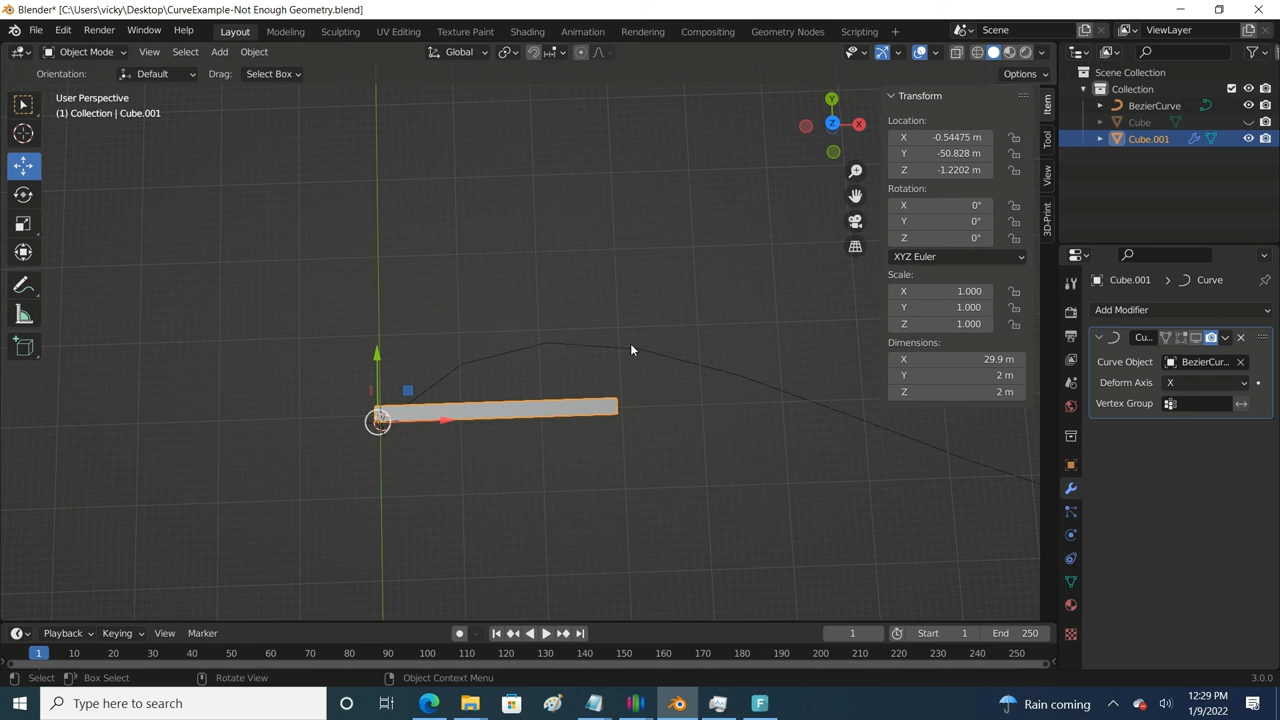 Blender* [C:\Users\vicky\Desktop\CurveExample-Not Enough Geometry.blend]
File Edit Render Window Help Layout Modeling Sculpting UV Editing Texture Paint Shading Animation Rendering Compositing Geometry Nodes Scripting + Scene ViewLayer
Object Mode View Select Add Object Global
Orientation: Default Drag: Select Box Options
User Perspective
(1) Collection | Cube.001
Y
Z X
Transform
Location:
X -0.54475 m
Y -50.828 m
Z -1.2202 m
Rotation:
X 0°
Y 0°
Z 0°
XYZ Euler
Scale:
X 1.000
Y 1.000
Z 1.000
Dimensions:
X 29.9 m
Y 2 m
Z 2 m
Item
Tool
View
3D-Print
Scene Collection
Collection
BezierCurve
Cube
Cube.001
Cube.001 > Curve
Add Modifier
Cu...
Curve Object BezierCur...
Deform Axis X
Vertex Group
Playback Keying View Marker 1 Start 1 End 250
1 10 20 30 40 50 60 70 80 90 100 110 120 130 140 150 160 170 180 190 200 210 220 230 240 250
Select Box Select Rotate View Object Context Menu 3.0.0
Type here to search Rain coming 12:29 PM
1/9/2022